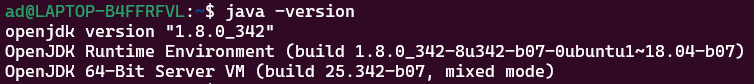 ad@LAPTOP-B4FFRFVL:~$ java -version
openjdk version "1.8.0_342"
OpenJDK Runtime Environment (build 1.8.0_342-8u342-b07-0ubuntu1~18.04-b07)
OpenJDK 64-Bit Server VM (build 25.342-b07, mixed mode)